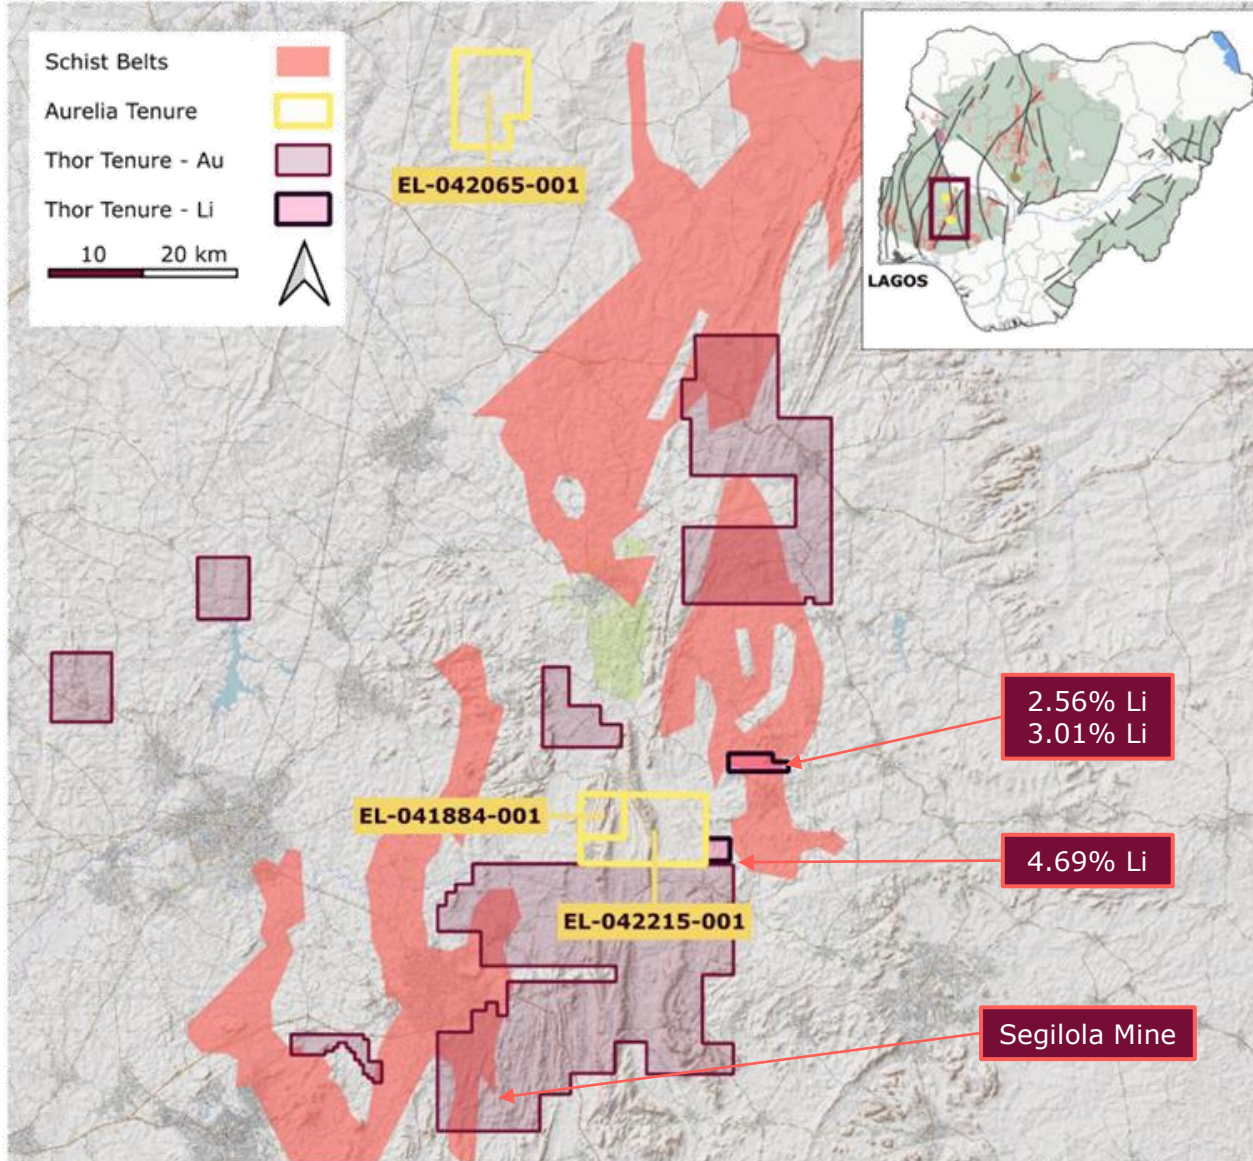 Schist Belts
Aurelia Tenure
Thor Tenure - Au
Thor Tenure - Li
10 20 km
EL-042065-001
LAGOS
2.56% Li
3.01% Li
EL-041884-001
4.69% Li
EL-042215-001
Segilola Mine